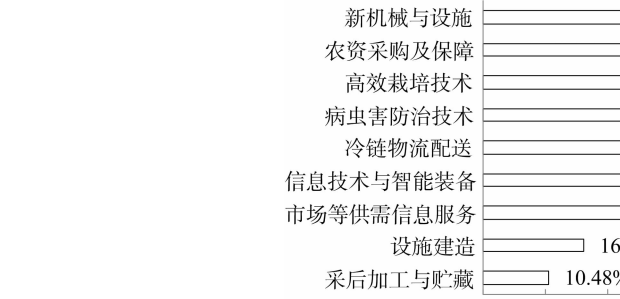 新机械与设施
农资采购及保障
高效栽培技术
病虫害防治技术
冷链物流配送
信息技术与智能装备
市场等供需信息服务
设施建造 16
采后加工与贮藏 10.48%